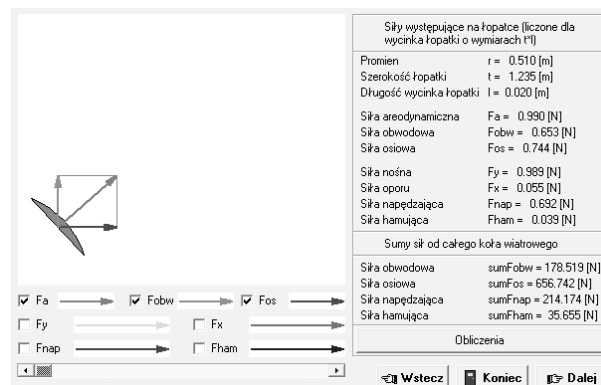 Siły występujące na łopatce (liczone dla
wycinka łopatki o wymiarach t*l)
Promien r = 0.510 [m]
Szerokość łopatki t = 1.235 [m]
Długość wycinka łopatki l = 0.020 [m]
Siła areodynamiczna Fa = 0.990 [N]
Siła obwodowa Fobw = 0.653 [N]
Siła osiowa Fos = 0.744 [N]
Siła nośna Fy = 0.989 [N]
Siła oporu Fx = 0.055 [N]
Siła napędzająca Fnap = 0.692 [N]
Siła hamująca Fham = 0.039 [N]
Sumy sił od całego koła wiatrowego
Siła obwodowa sumFobw = 178.519 [N]
Siła osiowa sumFos = 656.742 [N]
Siła napędzająca sumFnap = 214.174 [N]
Siła hamująca sumFham = 35.655 [N]
Fa Fobw Fos
Fy Fx
Fnap Fham
Obliczenia
Wstecz Koniec Dalej